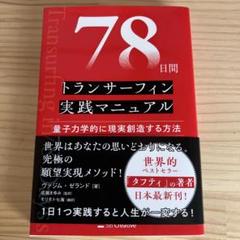 78
日間
トランサーフィン
実践マニュアル
量子力学的に現実創造する方法
世界はあなたの思いどおりになる。
究極の
願望実現メソッド!
ヴァジム・ゼランド(著)
世界的
ベストセラー
「タフティ」の著者
日本最新刊!
1日1つ実践すると人生が一変する!
SB Creative